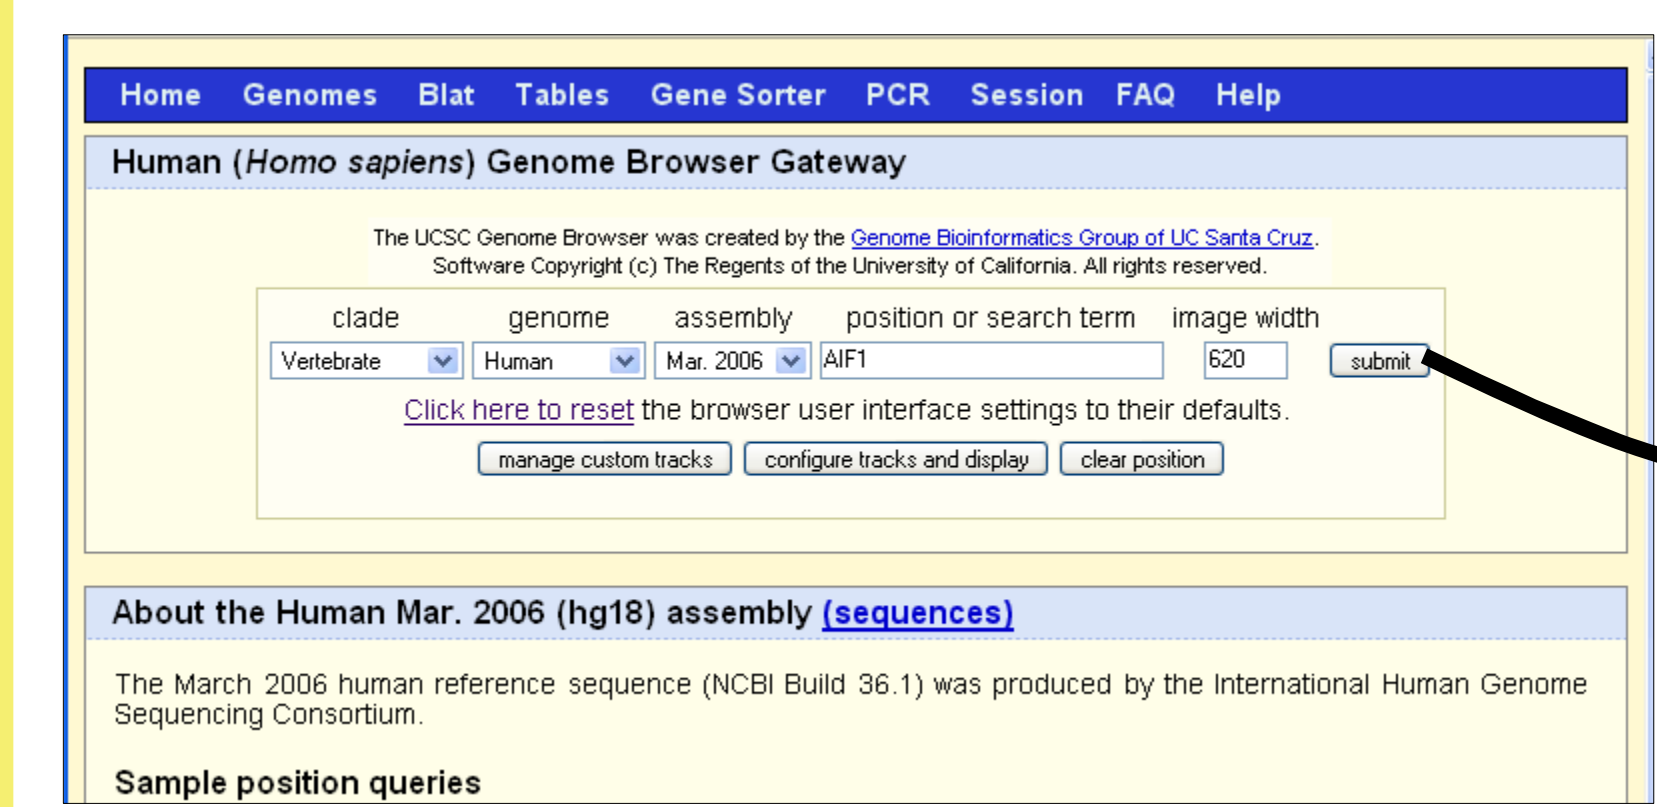 Home Genomes Blat Tables Gene Sorter PCR Session FAQ Help
Human (Homo sapiens) Genome Browser Gateway
The UCSC Genome Browser was created by the Genome Bioinformatics Group of UC Santa Cruz.
Software Copyright (c) The Regents of the University of California. All rights reserved.
clade genome assembly position or search term image width
Vertebrate Human Mar. 2006 AIF1 620 submit
Click here to reset the browser user interface settings to their defaults.
manage custom tracks configure tracks and display clear position
About the Human Mar. 2006 (hg18) assembly (sequences)
The March 2006 human reference sequence (NCBI Build 36.1) was produced by the International Human Genome
Sequencing Consortium.
Sample position queries